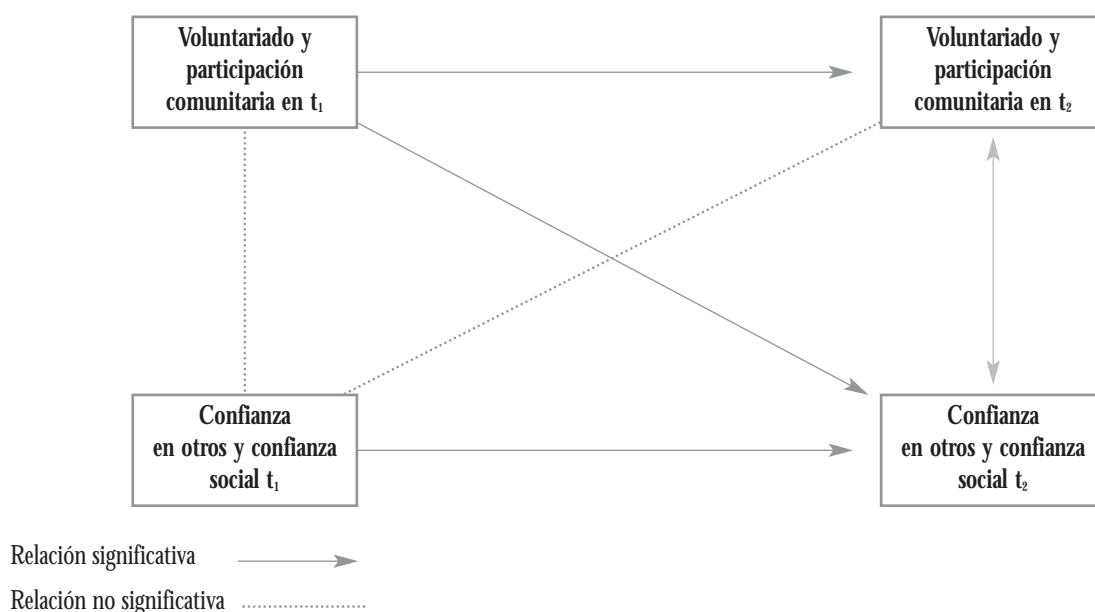 Voluntariado y
participación
comunitaria en t₁
Voluntariado y
participación
comunitaria en t₂
Confianza
en otros y confianza
social t₁
Confianza
en otros y confianza
social t₂
Relación significativa
Relación no significativa